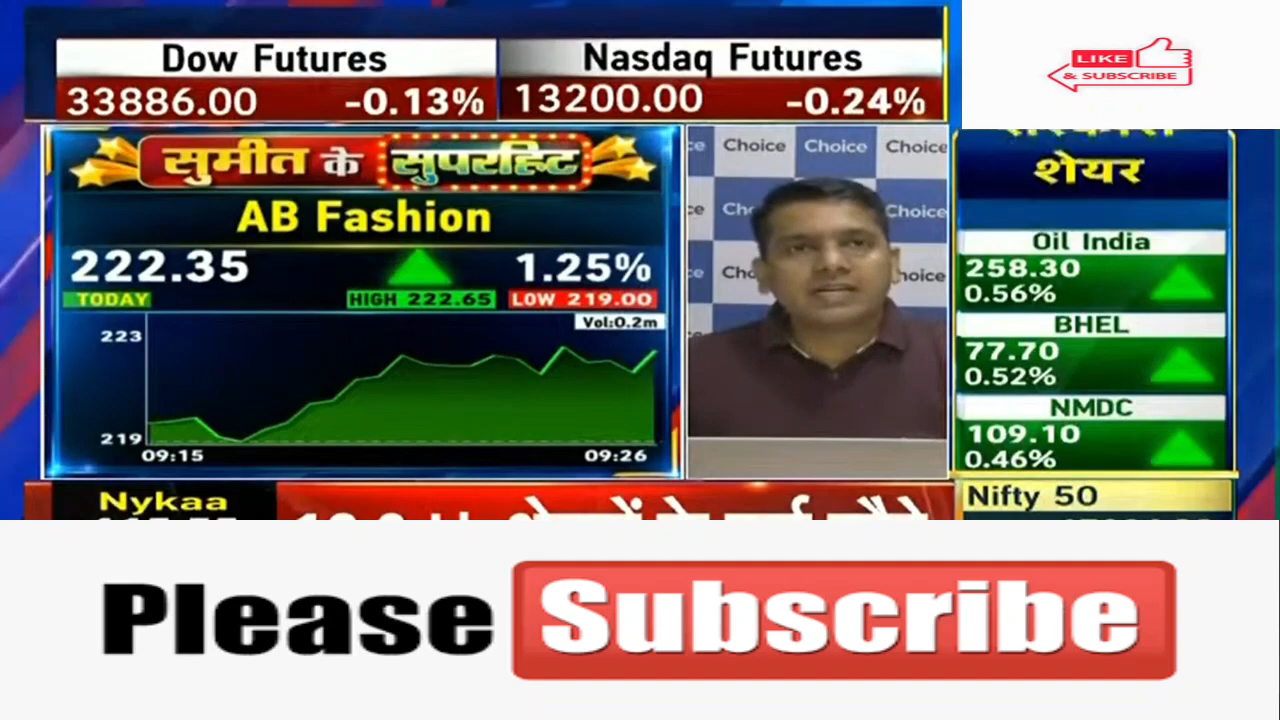 Dow Futures
33886.00 -0.13%
Nasdaq Futures
13200.00 -0.24%
LIKE
& SUBSCRIBE
सुमीत के सुपरहिट
AB Fashion
222.35 1.25%
TODAY HIGH 222.65 LOW 219.00
Vol:0.2m
223
219
09:15 09:26
Choice Choice Choice
Choice
Choice
शेयर
Oil India
258.30
0.56%
BHEL
77.70
0.52%
NMDC
109.10
0.46%
Nykaa
Nifty 50
Please Subscribe